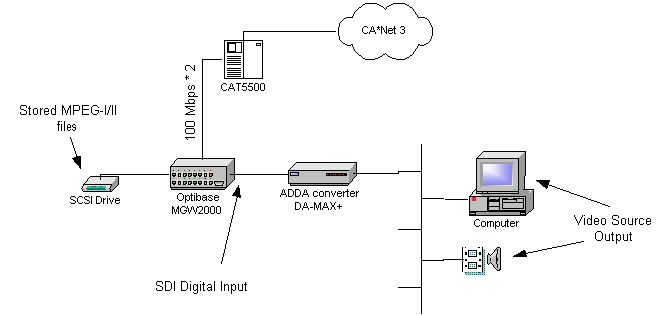 CA*Net 3
CAT5500
100 Mbps * 2
Stored MPEG-I/II
files
SCSI Drive
Optibase
MGW2000
ADDA converter
DA-MAX+
Computer
Video Source
Output
SDI Digital Input